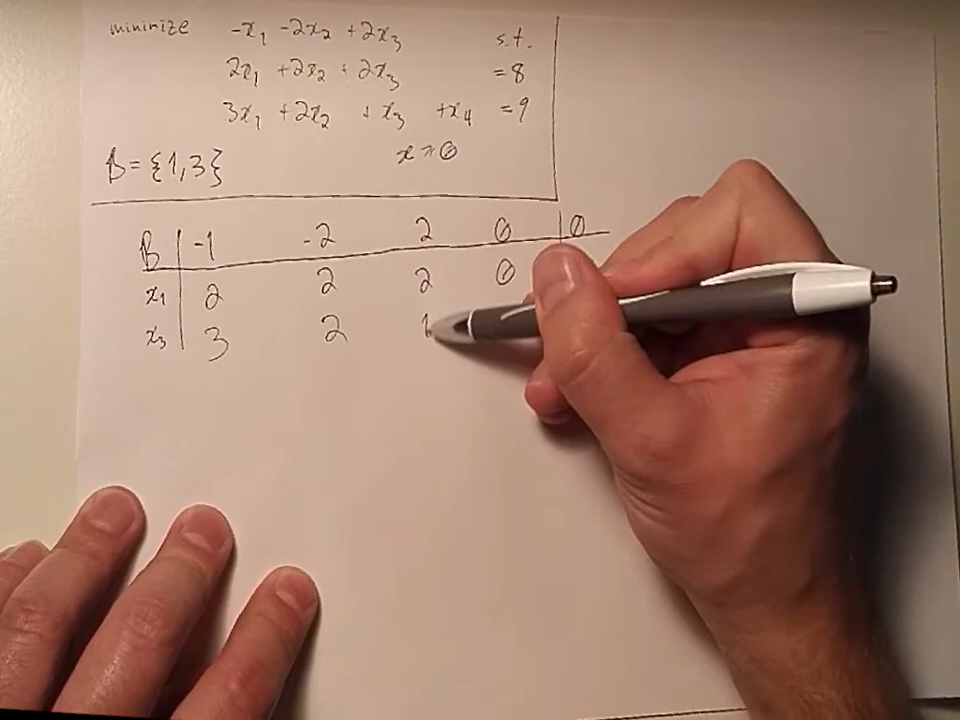 minimize -x₁ -2x₂ +2x₃ s.t.
2x₁ +2x₂ +2x₃ =8
3x₁ +2x₂ +x₃ +x₄ =9
B={1,3} x≥0
B -1 -2 2 0 0
x₁ 2 2 2 0
x₃ 3 2 1